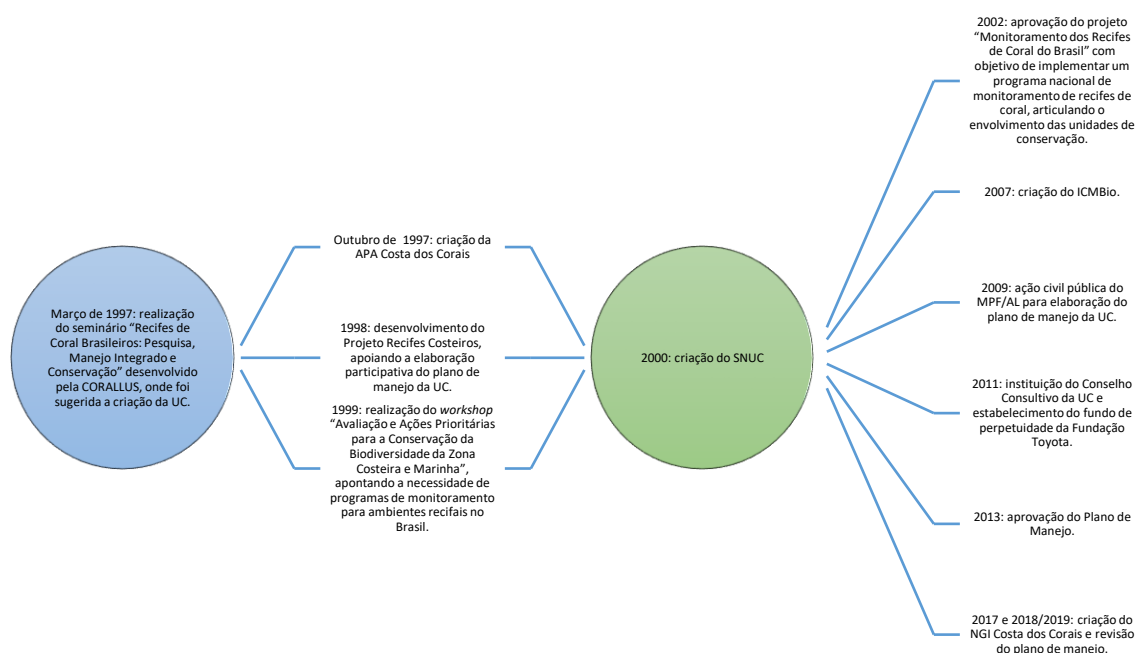 Março de 1997: realização
do seminário “Recifes de
Coral Brasileiros: Pesquisa,
Manejo Integrado e
Conservação” desenvolvido
pela CORALLUS, onde foi
sugerida a criação da UC.
Outubro de 1997: criação da
APA Costa dos Corais
1998: desenvolvimento do
Projeto Recifes Costeiros,
apoiando a elaboração
participativa do plano de
manejo da UC.
1999: realização do workshop
“Avaliação e Ações Prioritárias
para a Conservação da
Biodiversidade da Zona
Costeira e Marinha”,
apontando a necessidade de
programas de monitoramento
para ambientes recifais no
Brasil.
2000: criação do SNUC
2002: aprovação do projeto
“Monitoramento dos Recifes
de Coral do Brasil” com
objetivo de implementar um
programa nacional de
monitoramento de recifes de
coral, articulando o
envolvimento das unidades de
conservação.
2007: criação do ICMBio.
2009: ação civil pública do
MPF/AL para elaboração do
plano de manejo da UC.
2011: instituição do Conselho
Consultivo da UC e
estabelecimento do fundo de
perpetuidade da Fundação
Toyota.
2013: aprovação do Plano de
Manejo.
2017 e 2018/2019: criação do
NGI Costa dos Corais e revisão
do plano de manejo.